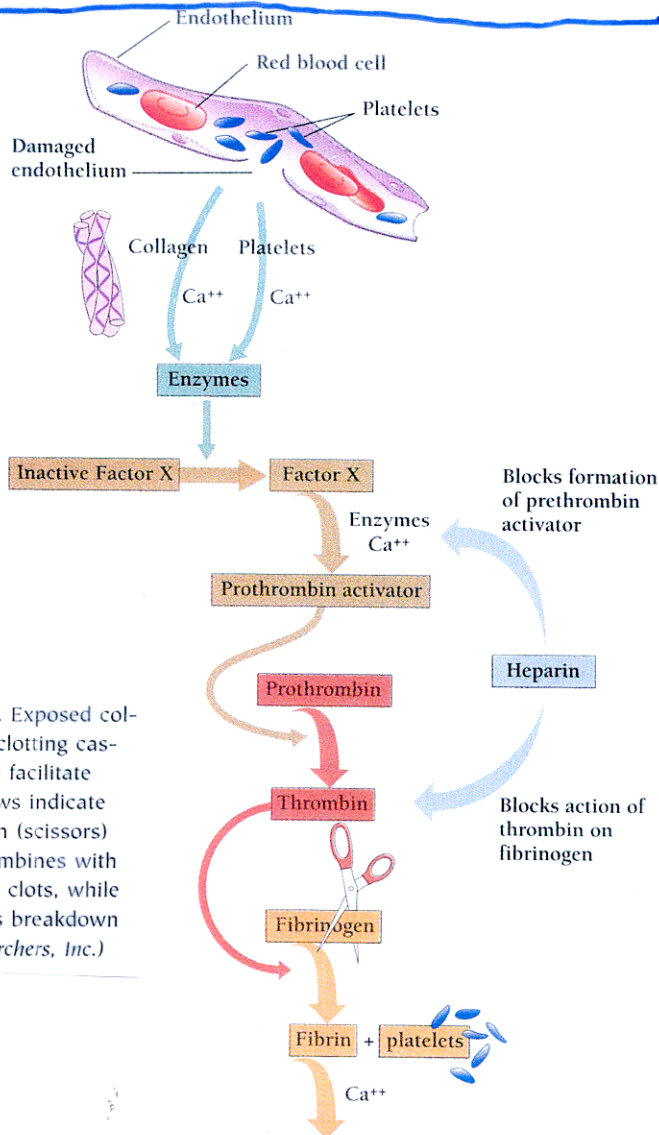 Endothelium
Red blood cell
Platelets
Damaged
endothelium
Collagen
Platelets
Ca++
Ca++
Enzymes
Inactive Factor X
Factor X
Blocks formation
of prethrombin
activator
Enzymes
Ca++
Prothrombin activator
Heparin
Prothrombin
. Exposed col-
clotting cas-
facilitate
ws indicate
n (scissors)
mbines with
clots, while
s breakdown
rchers, Inc.)
Thrombin
Blocks action of
thrombin on
fibrinogen
Fibrinogen
Fibrin + platelets
Ca++